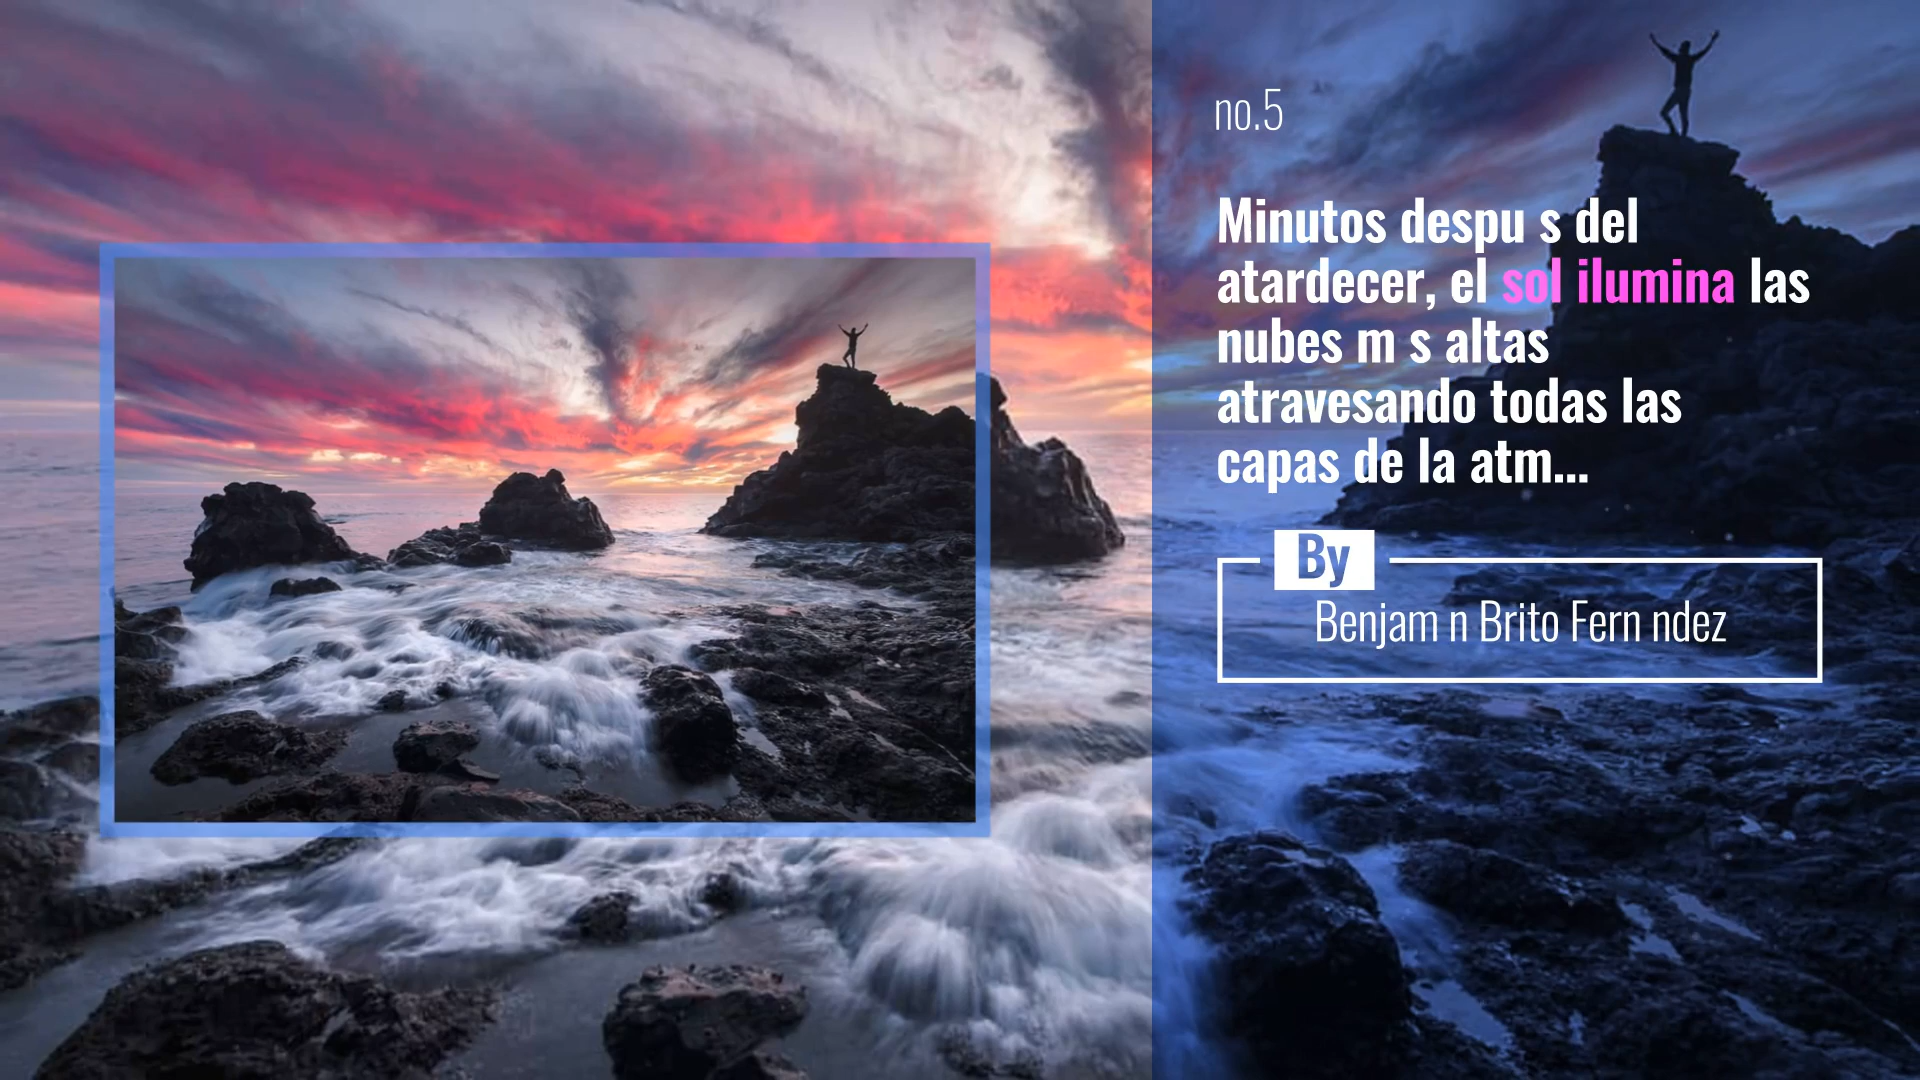 no.5
Minutos despu s del
atardecer, el sol ilumina las
nubes m s altas
atravesando todas las
capas de la atm...
By
Benjam n Brito Fern ndez